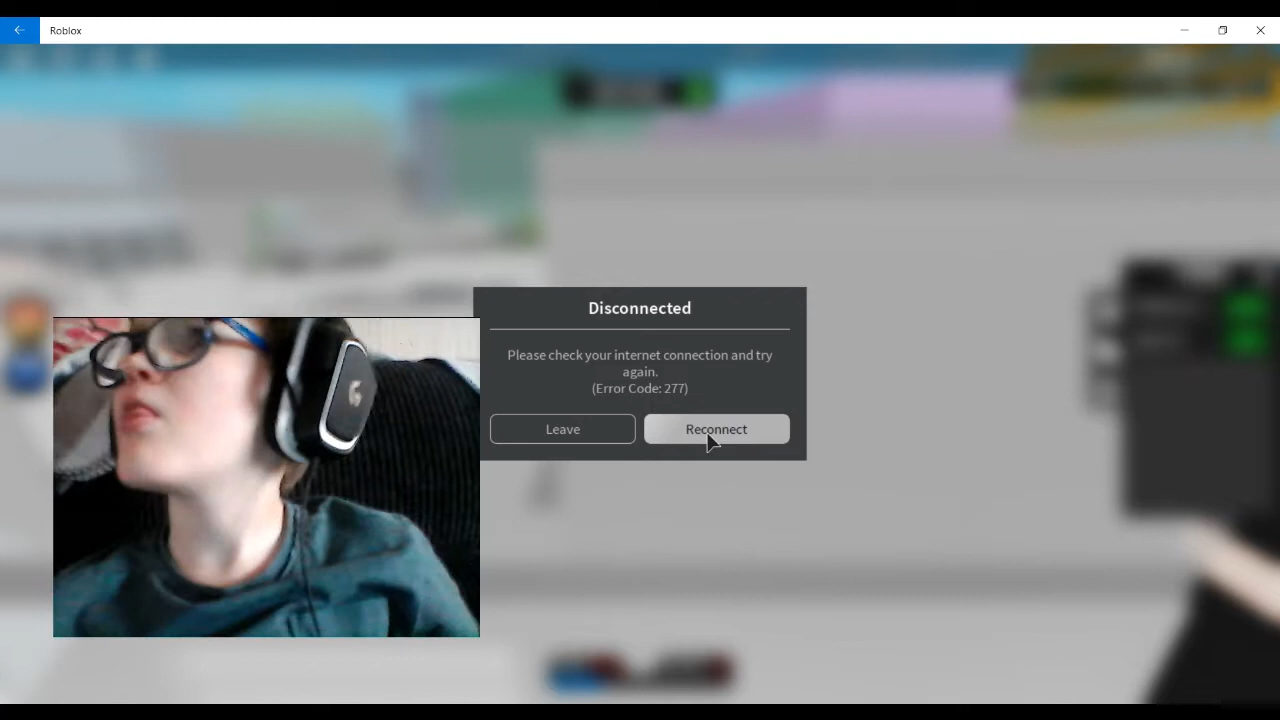 Roblox
Disconnected
Please check your internet connection and try
again.
(Error Code: 277)
Leave
Reconnect